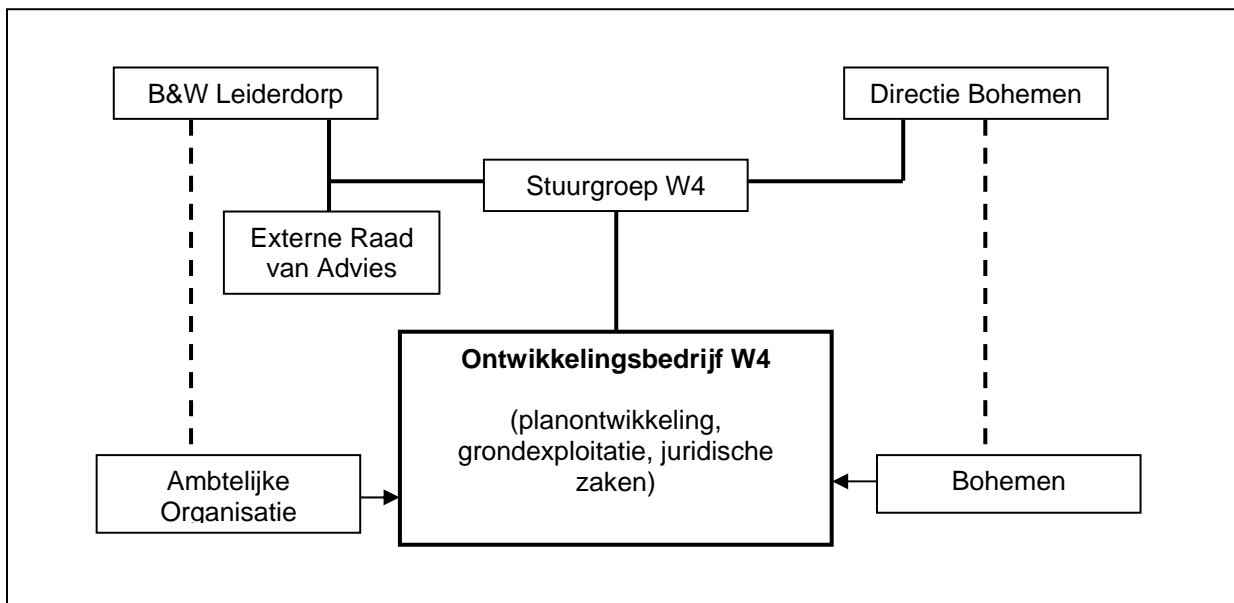 B&W Leiderdorp
Directie Bohemen
Stuurgroep W4
Externe Raad
van Advies
Ontwikkelingsbedrijf W4
(planontwikkeling,
grondexploitatie, juridische
zaken)
Ambtelijke
Organisatie
Bohemen